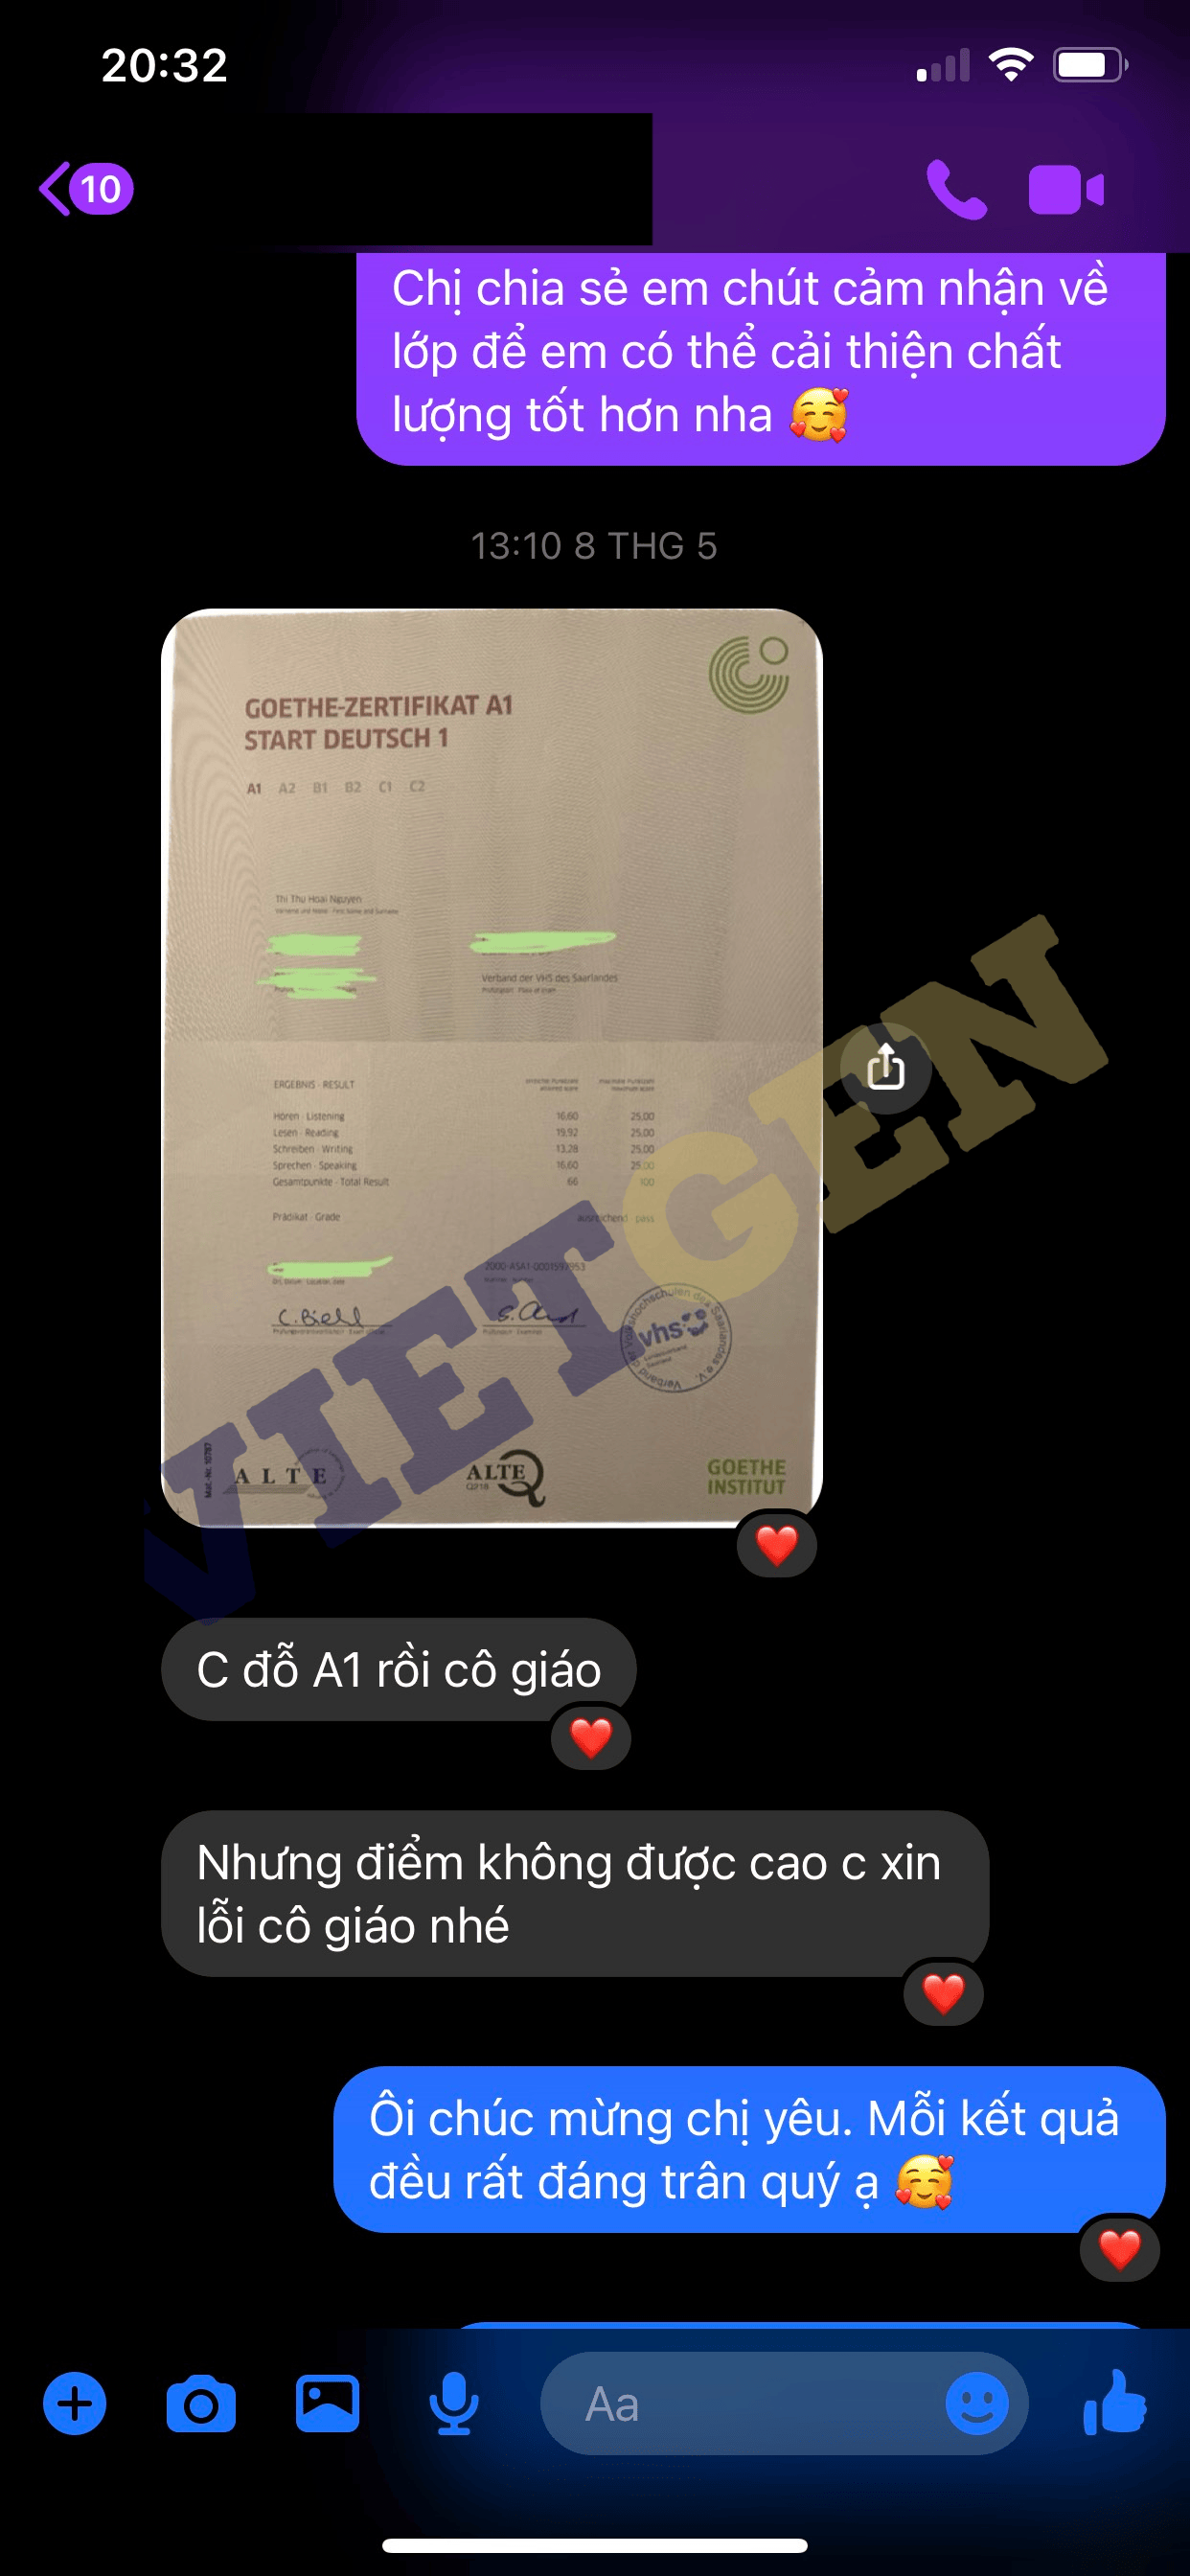 20:32
10
Chị chia sẻ em chút cảm nhận về
lớp để em có thể cải thiện chất
lượng tốt hơn nha 🥰
13:10 8 THG 5
GOETHE-ZERTIFIKAT A1
START DEUTSCH 1
A1 A2 B1 B2 C1 C2
Thi Thu Hoai Nguyen
Verband der VHS des Saarlandes
ERGEBNIS · RESULT
Hören · Listening 16,60 25,00
Lesen · Reading 19,92 25,00
Schreiben · Writing 13,28 25,00
Sprechen · Speaking 16,60 25,00
Gesamtpunkte · Total Result 66 100
Prädikat · Grade ausreichend · pass
C. Biehl
vhs
VIETGEN
ALTE
ALTE
GOETHE
INSTITUT
C đỗ A1 rồi cô giáo
Nhưng điểm không được cao c xin
lỗi cô giáo nhé
Ôi chúc mừng chị yêu. Mỗi kết quả
đều rất đáng trân quý ạ 🥰
Aa